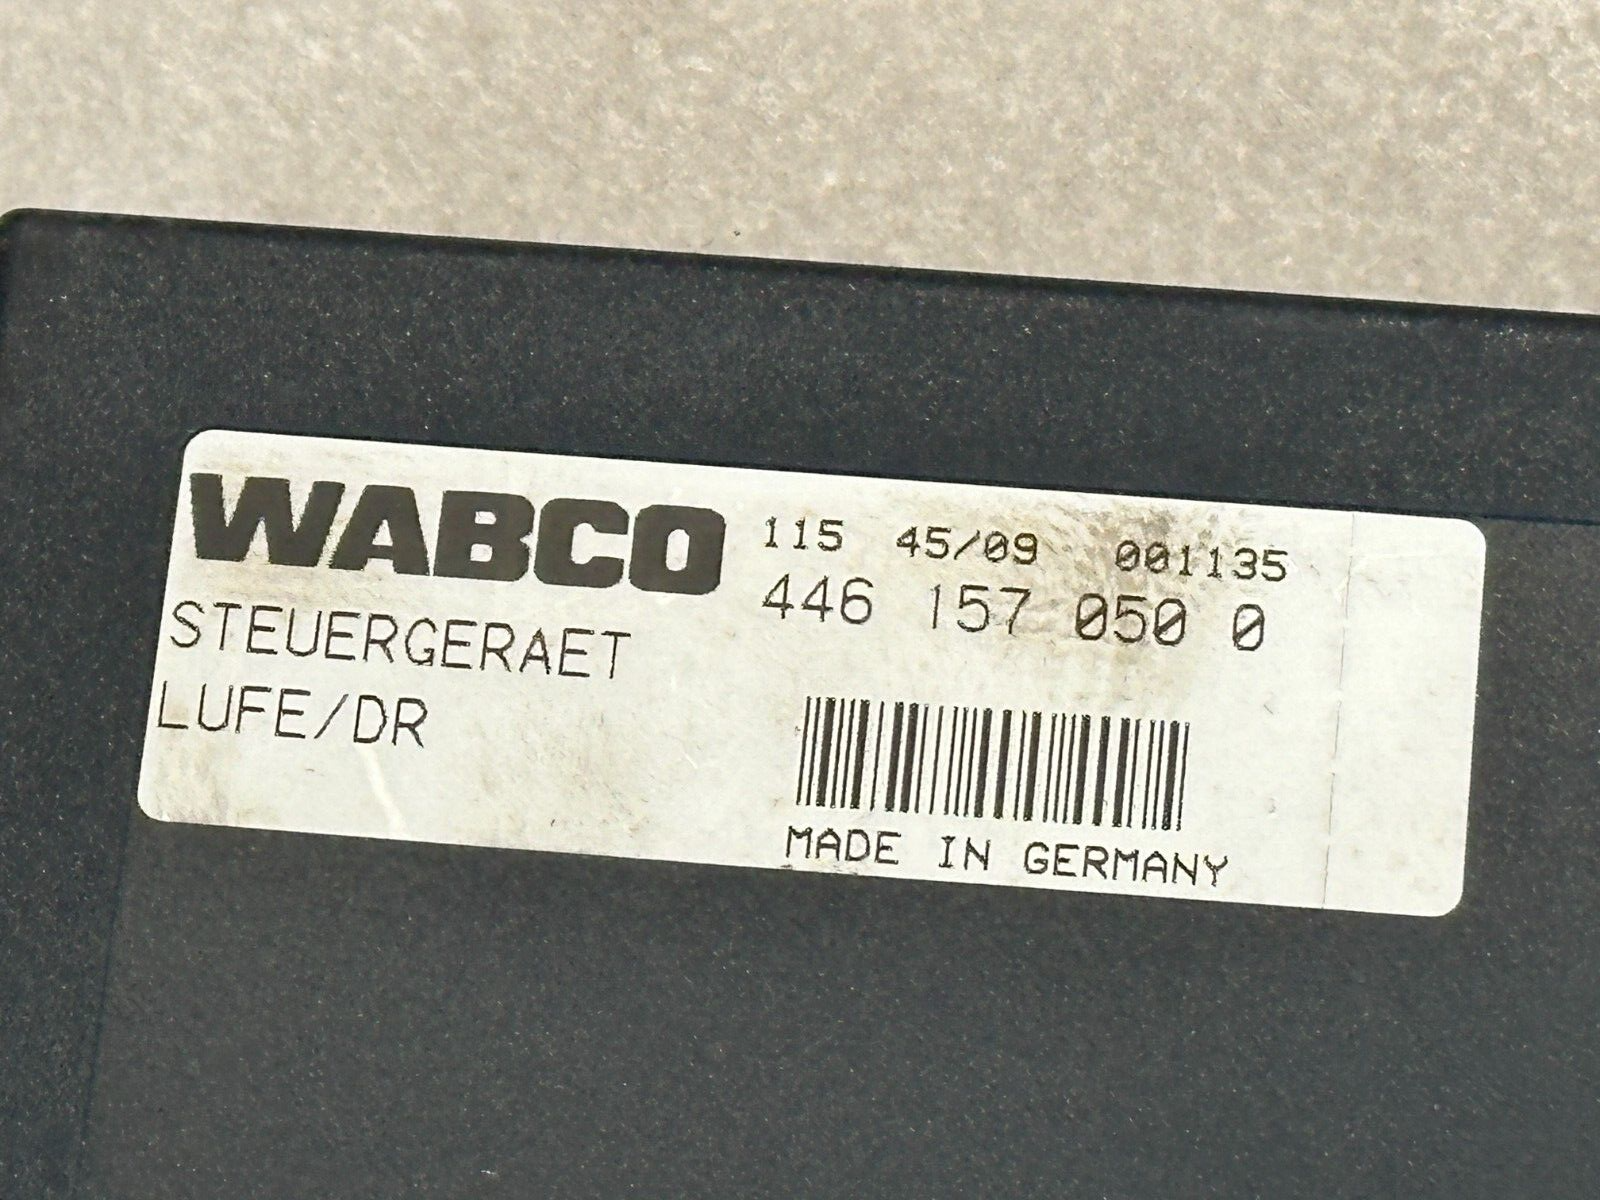 WABCO
115 45/09 001135
446 157 050 0
STEUERGERAET
LUFE/DR
MADE IN GERMANY